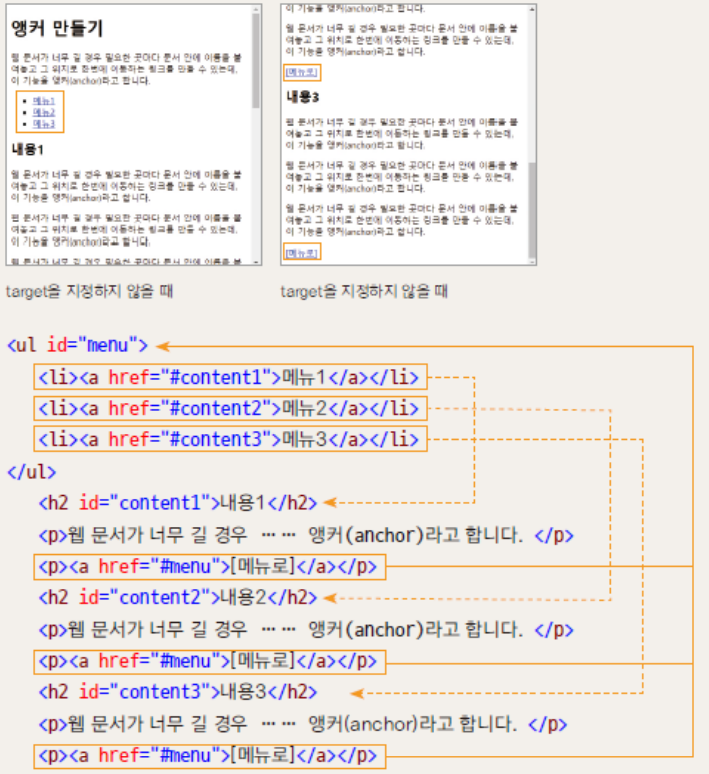 앵커 만들기
웹 문서가 너무 길 경우 필요한 곳마다 문서 안에 이름을 붙
여놓고 그 위치로 한번에 이동하는 링크를 만들 수 있는데,
이 기능을 앵커(anchor)라고 합니다.
메뉴1
메뉴2
메뉴3
내용1
웹 문서가 너무 길 경우 필요한 곳마다 문서 안에 이름을 붙
여놓고 그 위치로 한번에 이동하는 링크를 만들 수 있는데,
이 기능을 앵커(anchor)라고 합니다.
웹 문서가 너무 길 경우 필요한 곳마다 문서 안에 이름을 붙
여놓고 그 위치로 한번에 이동하는 링크를 만들 수 있는데,
이 기능을 앵커(anchor)라고 합니다.
웹 문서가 너무 길 경우 필요한 곳마다 문서 안에 이름을 붙
target을 지정하지 않을 때
이 기능을 앵커(anchor)라고 합니다.
웹 문서가 너무 길 경우 필요한 곳마다 문서 안에 이름을 붙
여놓고 그 위치로 한번에 이동하는 링크를 만들 수 있는데,
이 기능을 앵커(anchor)라고 합니다.
[메뉴로]
내용3
웹 문서가 너무 길 경우 필요한 곳마다 문서 안에 이름을 붙
여놓고 그 위치로 한번에 이동하는 링크를 만들 수 있는데,
이 기능을 앵커(anchor)라고 합니다.
웹 문서가 너무 길 경우 필요한 곳마다 문서 안에 이름을 붙
여놓고 그 위치로 한번에 이동하는 링크를 만들 수 있는데,
이 기능을 앵커(anchor)라고 합니다.
웹 문서가 너무 길 경우 필요한 곳마다 문서 안에 이름을 붙
여놓고 그 위치로 한번에 이동하는 링크를 만들 수 있는데,
이 기능을 앵커(anchor)라고 합니다.
[메뉴로]
target을 지정하지 않을 때
<ul id="menu">
<li><a href="#content1">메뉴1</a></li>
<li><a href="#content2">메뉴2</a></li>
<li><a href="#content3">메뉴3</a></li>
</ul>
<h2 id="content1">내용1</h2>
<p>웹 문서가 너무 길 경우 …… 앵커(anchor)라고 합니다. </p>
<p><a href="#menu">[메뉴로]</a></p>
<h2 id="content2">내용2</h2>
<p>웹 문서가 너무 길 경우 …… 앵커(anchor)라고 합니다. </p>
<p><a href="#menu">[메뉴로]</a></p>
<h2 id="content3">내용3</h2>
<p>웹 문서가 너무 길 경우 …… 앵커(anchor)라고 합니다. </p>
<p><a href="#menu">[메뉴로]</a></p>